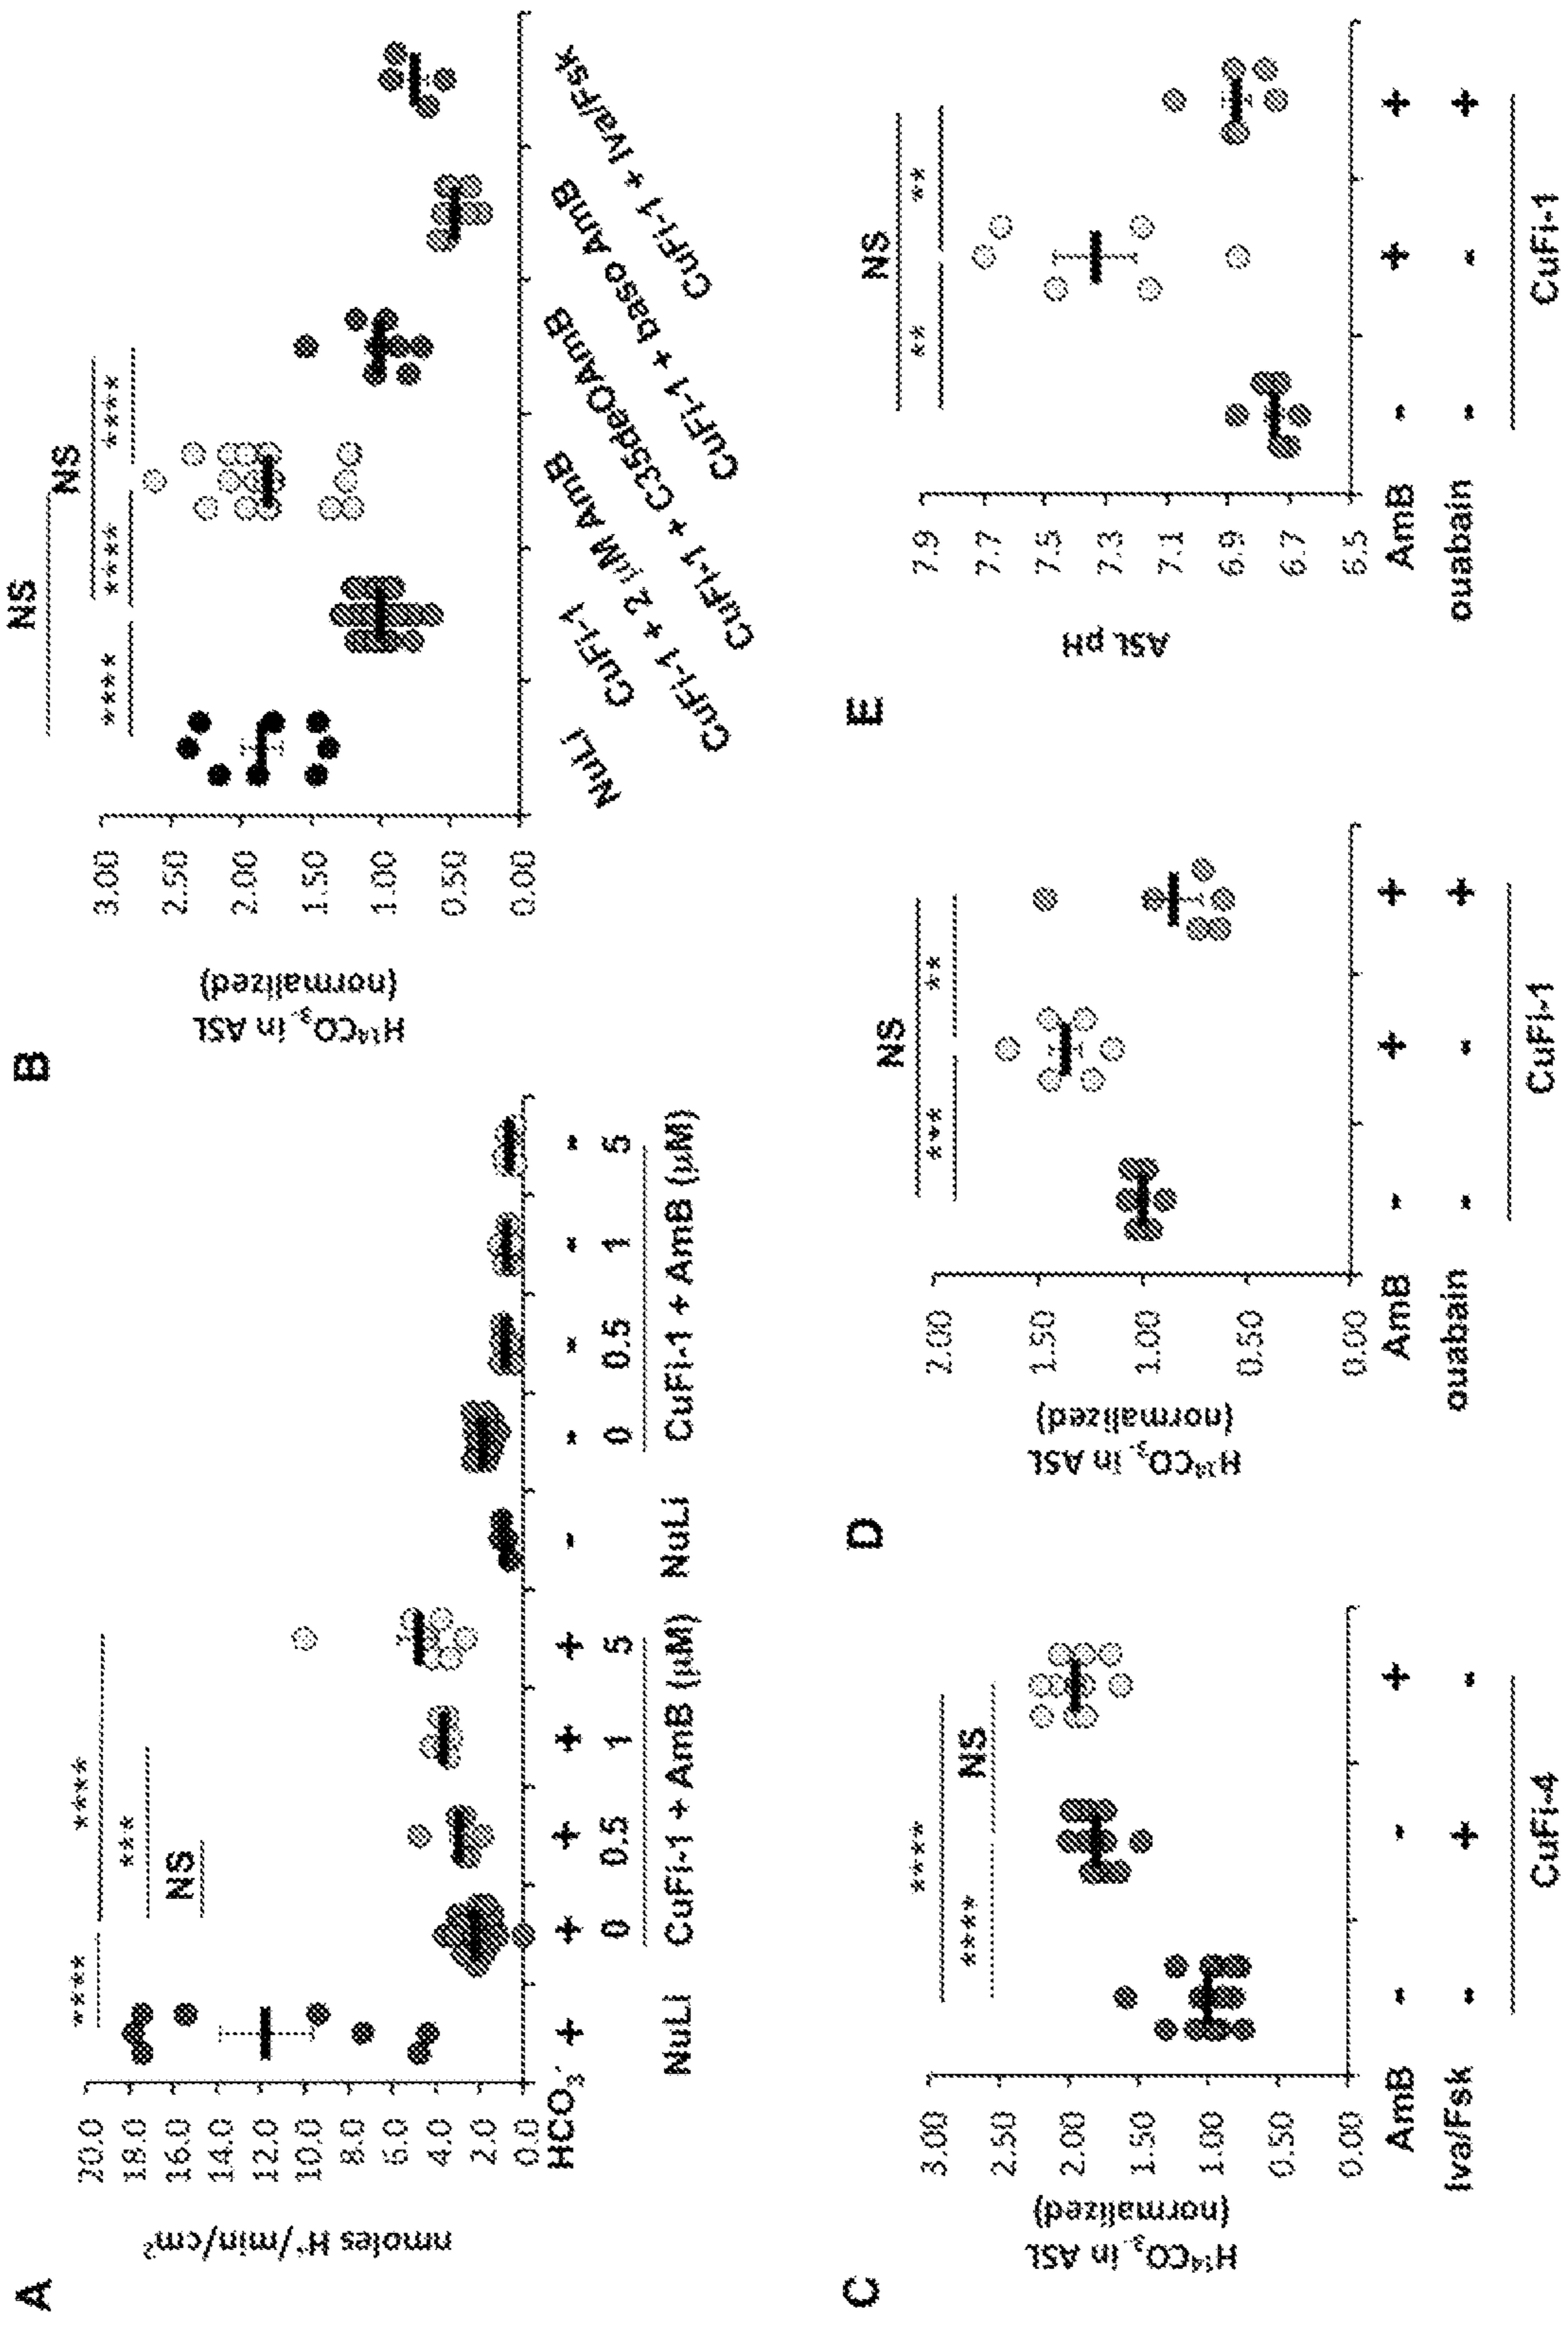 A
nmoles H⁺/min/cm²
20.0
18.0
16.0
14.0
12.0
10.0
8.0
6.0
4.0
2.0
0.0
**** ****
***
NS
HCO₃⁻ + + + + + - - - - -
0 0.5 1 5 0 0.5 1 5
NuLi CuFi-1 + AmB (µM) NuLi CuFi-1 + AmB (µM)
B
H¹⁴CO₃⁻ in ASL
(normalized)
3.00
2.50
2.00
1.50
1.00
0.50
0.00
NS
NS
**** **** ****
NuLi
CuFi-1
CuFi-1 + 2 µM AmB
CuFi-1 + C35deOAmB
CuFi-1 + baso AmB
CuFi-1 + Iva/Fsk
C
H¹⁴CO₃⁻ in ASL
(normalized)
3.00
2.50
2.00
1.50
1.00
0.50
0.00
****
**** NS
AmB - - +
Iva/Fsk - + -
CuFi-4
D
H¹⁴CO₃⁻ in ASL
(normalized)
2.00
1.50
1.00
0.50
0.00
NS
*** **
AmB - + +
ouabain - - +
CuFi-1
E
ASL pH
7.9
7.7
7.5
7.3
7.1
6.9
6.7
6.5
NS
** **
AmB - + +
ouabain - - +
CuFi-1